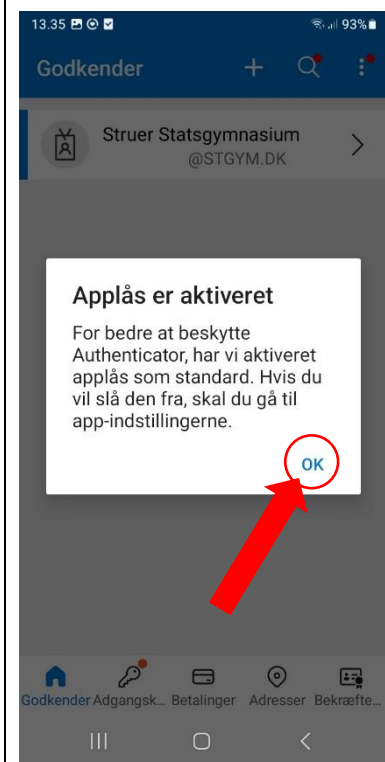 13.35 93%
Godkender
Struer Statsgymnasium
@STGYM.DK
Applås er aktiveret
For bedre at beskytte
Authenticator, har vi aktiveret
applås som standard. Hvis du
vil slå den fra, skal du gå til
app-indstillingerne.
OK
Godkender Adgangsk... Betalinger Adresser Bekræfte...